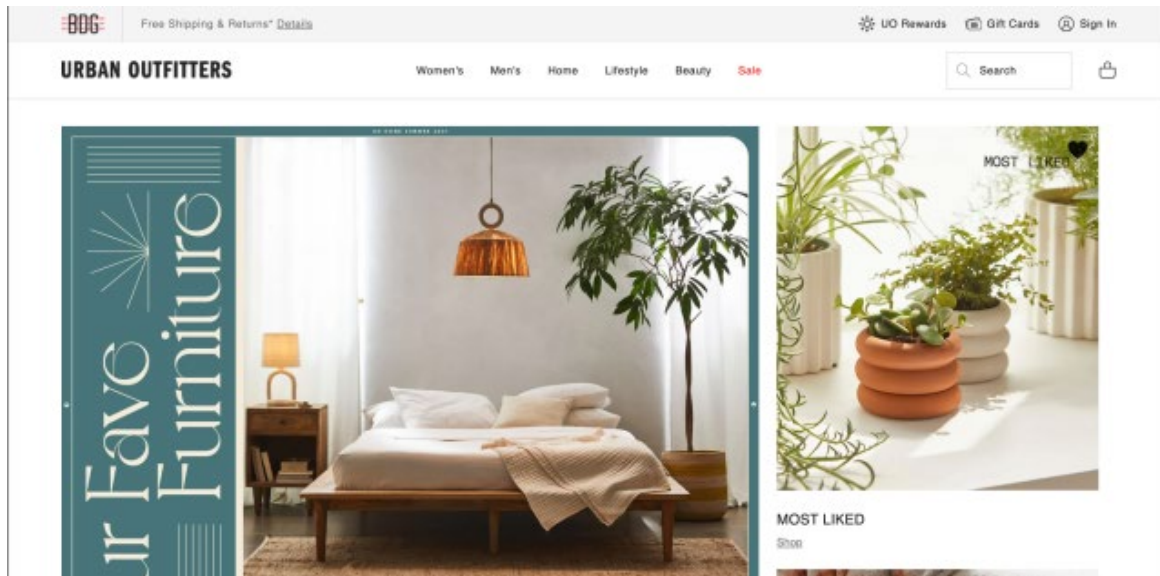 BDG
Free Shipping & Returns* Details
UO Rewards
Gift Cards
Sign In
URBAN OUTFITTERS
Women's
Men's
Home
Lifestyle
Beauty
Sale
Search
ur Fave
Furniture
MOST LIKED
MOST LIKED
Shop